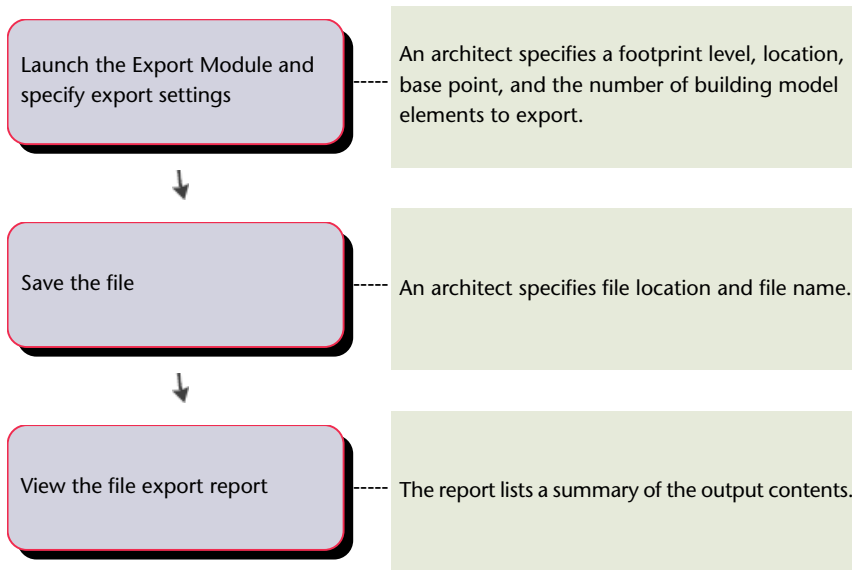 Launch the Export Module and
specify export settings
An architect specifies a footprint level, location,
base point, and the number of building model
elements to export.
Save the file
An architect specifies file location and file name.
View the file export report
The report lists a summary of the output contents.